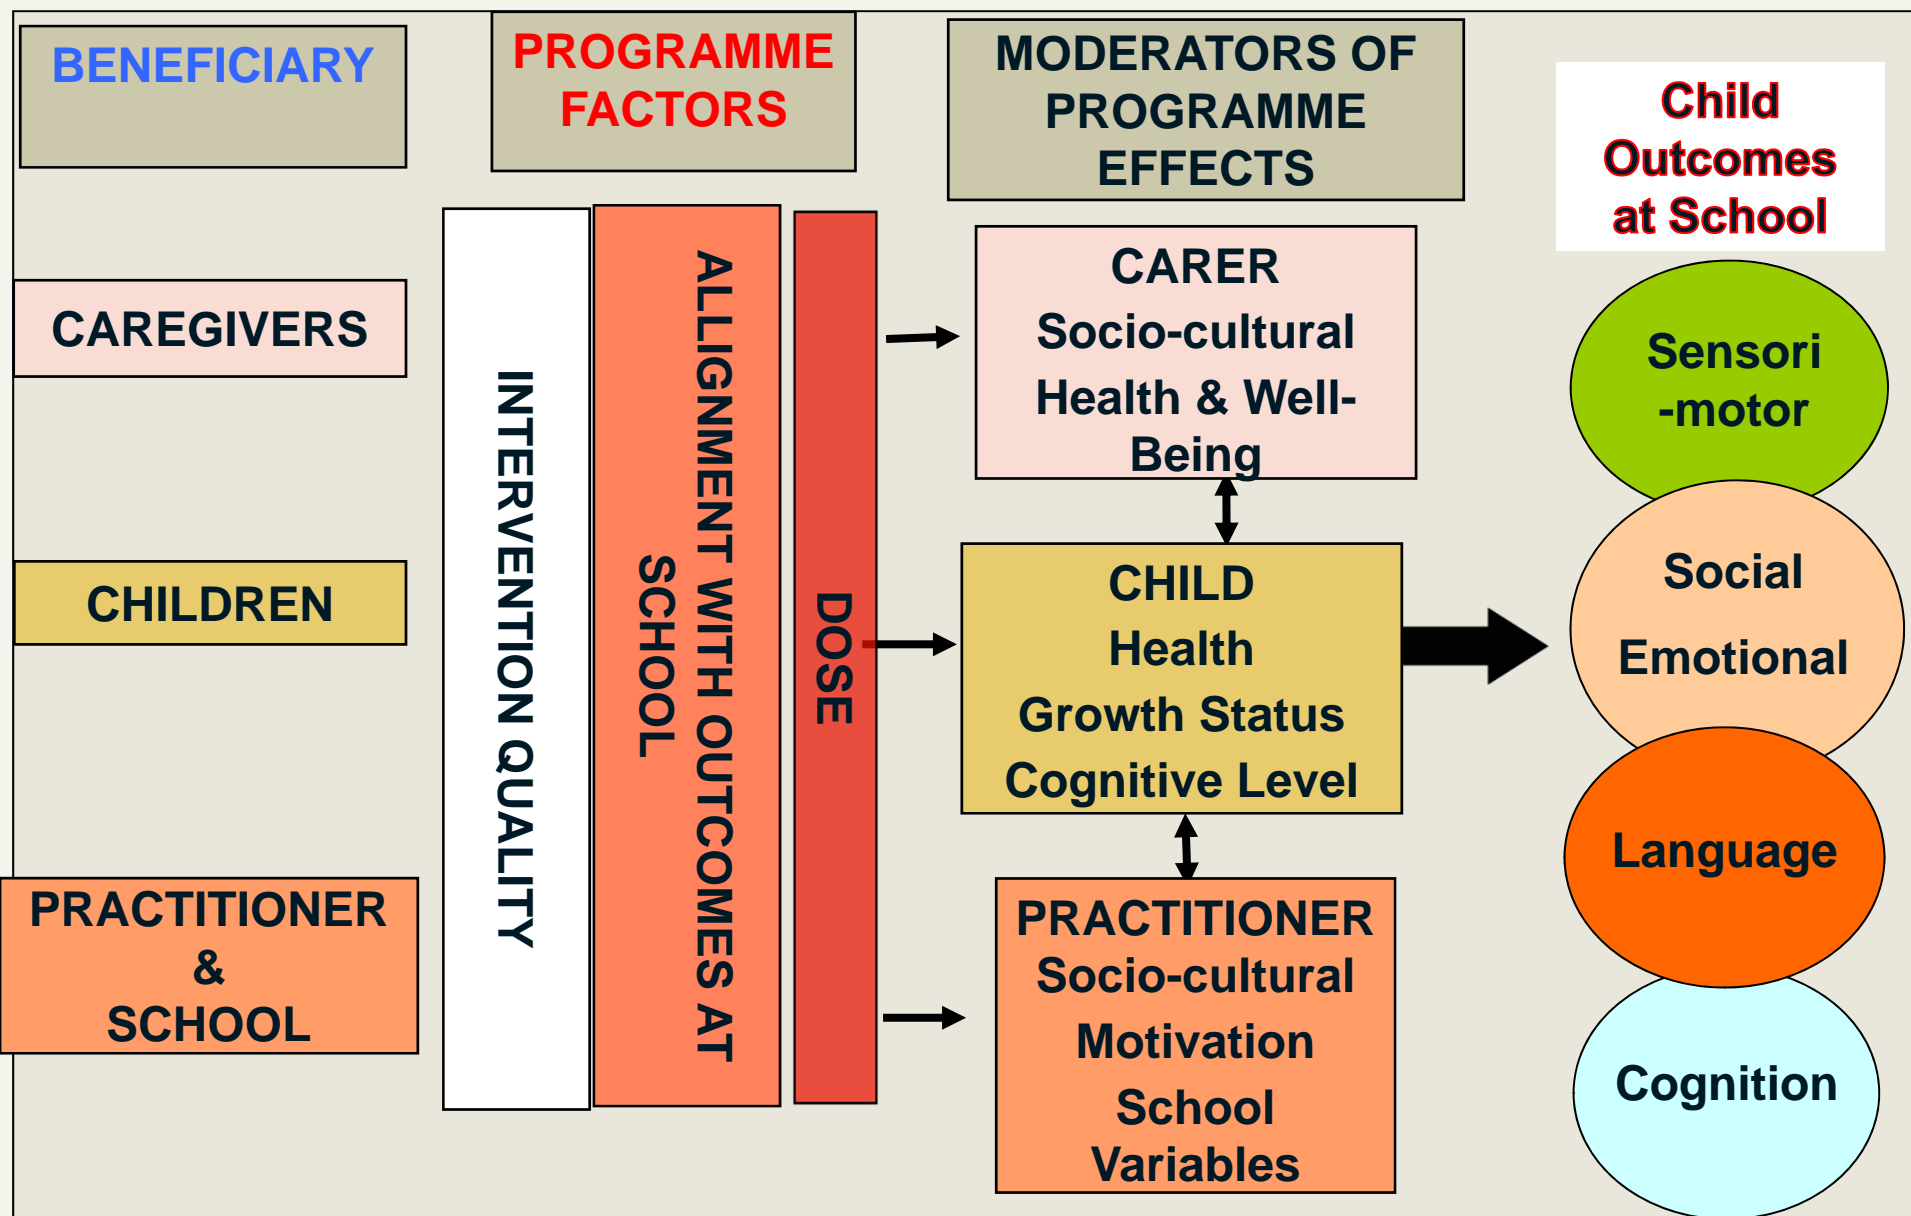 BENEFICIARY
PROGRAMME
FACTORS
MODERATORS OF
PROGRAMME
EFFECTS
Child
Outcomes
at School
CAREGIVERS
CHILDREN
PRACTITIONER
&
SCHOOL
INTERVENTION QUALITY
ALLIGNMENT WITH OUTCOMES AT
SCHOOL
DOSE
CARER
Socio-cultural
Health & Well-
Being
CHILD
Health
Growth Status
Cognitive Level
PRACTITIONER
Socio-cultural
Motivation
School
Variables
Sensori
-motor
Social
Emotional
Language
Cognition